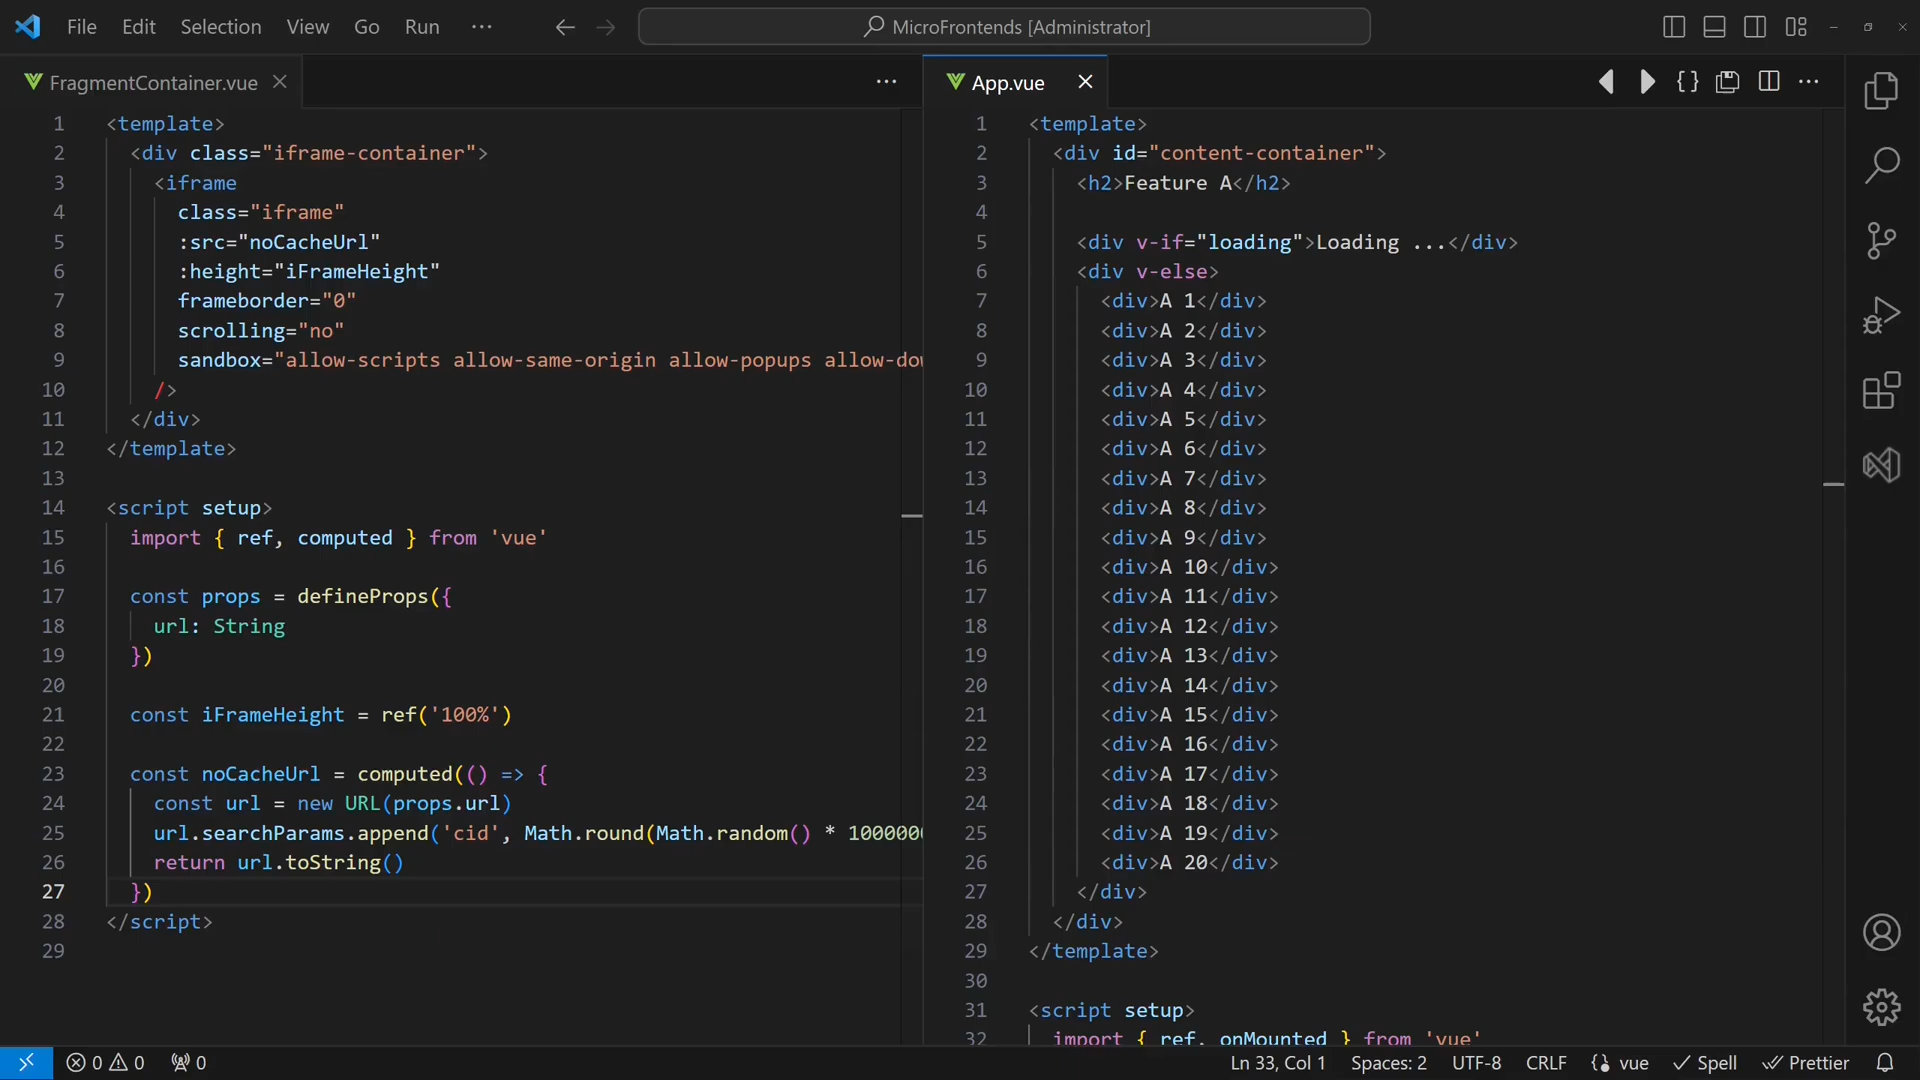 File Edit Selection View Go Run ··· MicroFrontends [Administrator]
FragmentContainer.vue
1 <template>
2 <div class="iframe-container">
3 <iframe
4 class="iframe"
5 :src="noCacheUrl"
6 :height="iFrameHeight"
7 frameborder="0"
8 scrolling="no"
9 sandbox="allow-scripts allow-same-origin allow-popups allow-do
10 />
11 </div>
12 </template>
13
14 <script setup>
15 import { ref, computed } from 'vue'
16
17 const props = defineProps({
18 url: String
19 })
20
21 const iFrameHeight = ref('100%')
22
23 const noCacheUrl = computed(() => {
24 const url = new URL(props.url)
25 url.searchParams.append('cid', Math.round(Math.random() * 100000
26 return url.toString()
27 })
28 </script>
29
App.vue
1 <template>
2 <div id="content-container">
3 <h2>Feature A</h2>
4
5 <div v-if="loading">Loading ...</div>
6 <div v-else>
7 <div>A 1</div>
8 <div>A 2</div>
9 <div>A 3</div>
10 <div>A 4</div>
11 <div>A 5</div>
12 <div>A 6</div>
13 <div>A 7</div>
14 <div>A 8</div>
15 <div>A 9</div>
16 <div>A 10</div>
17 <div>A 11</div>
18 <div>A 12</div>
19 <div>A 13</div>
20 <div>A 14</div>
21 <div>A 15</div>
22 <div>A 16</div>
23 <div>A 17</div>
24 <div>A 18</div>
25 <div>A 19</div>
26 <div>A 20</div>
27 </div>
28 </div>
29 </template>
30
31 <script setup>
32 import { ref, onMounted } from 'vue'
0 0 0 Ln 33, Col 1 Spaces: 2 UTF-8 CRLF vue Spell Prettier